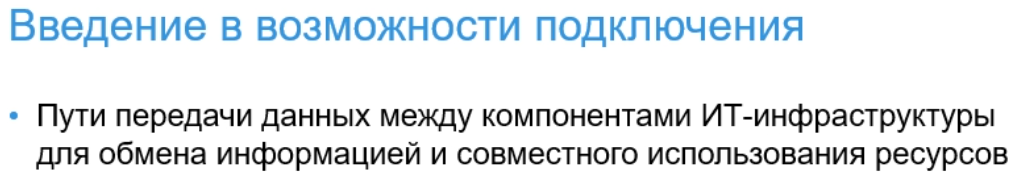 Введение в возможности подключения
• Пути передачи данных между компонентами ИТ-инфраструктуры
для обмена информацией и совместного использования ресурсов